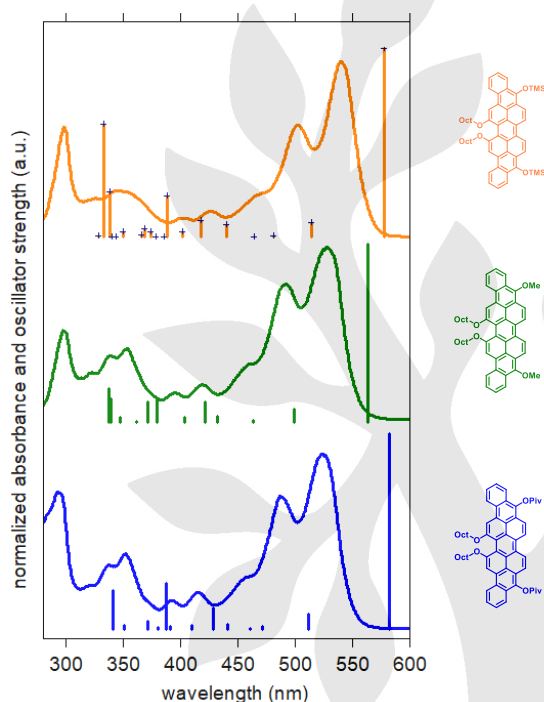 normalized absorbance and oscillator strength (a.u.)
OTMS
Oct
O
O
Oct
OTMS
OMe
Oct
O
O
Oct
OMe
OPiv
Oct
O
O
Oct
OPiv
300 350 400 450 500 550 600
wavelength (nm)